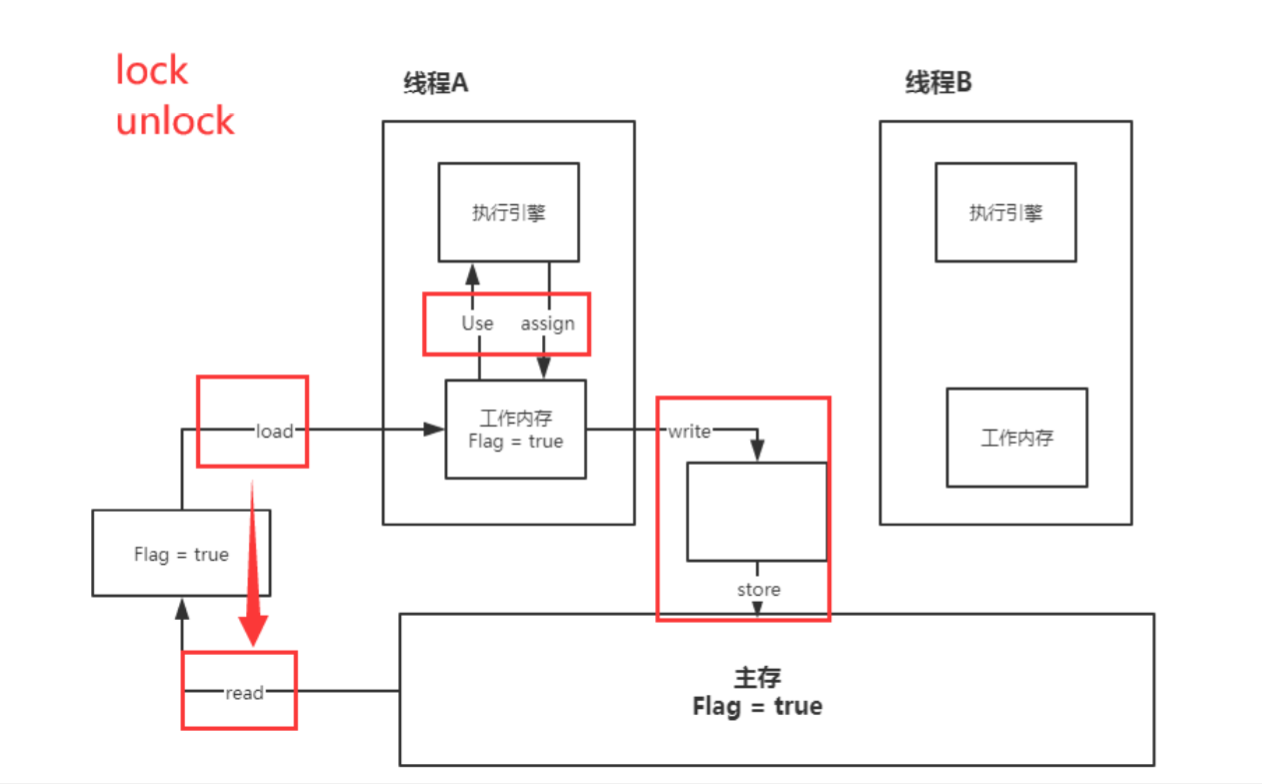 lock
unlock
线程A
线程B
执行引擎
执行引擎
Use
assign
工作内存
Flag = true
工作内存
load
write
Flag = true
store
read
主存
Flag = true